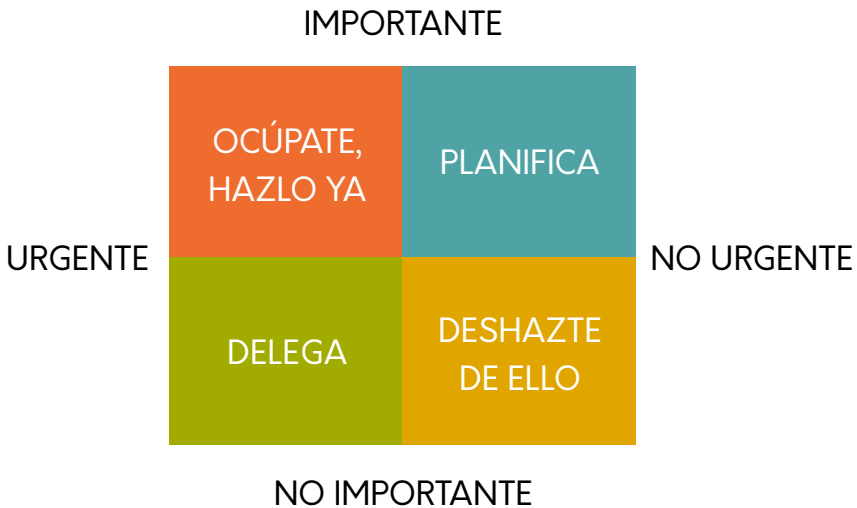 IMPORTANTE
OCÚPATE,
HAZLO YA
PLANIFICA
URGENTE
NO URGENTE
DELEGA
DESHAZTE
DE ELLO
NO IMPORTANTE